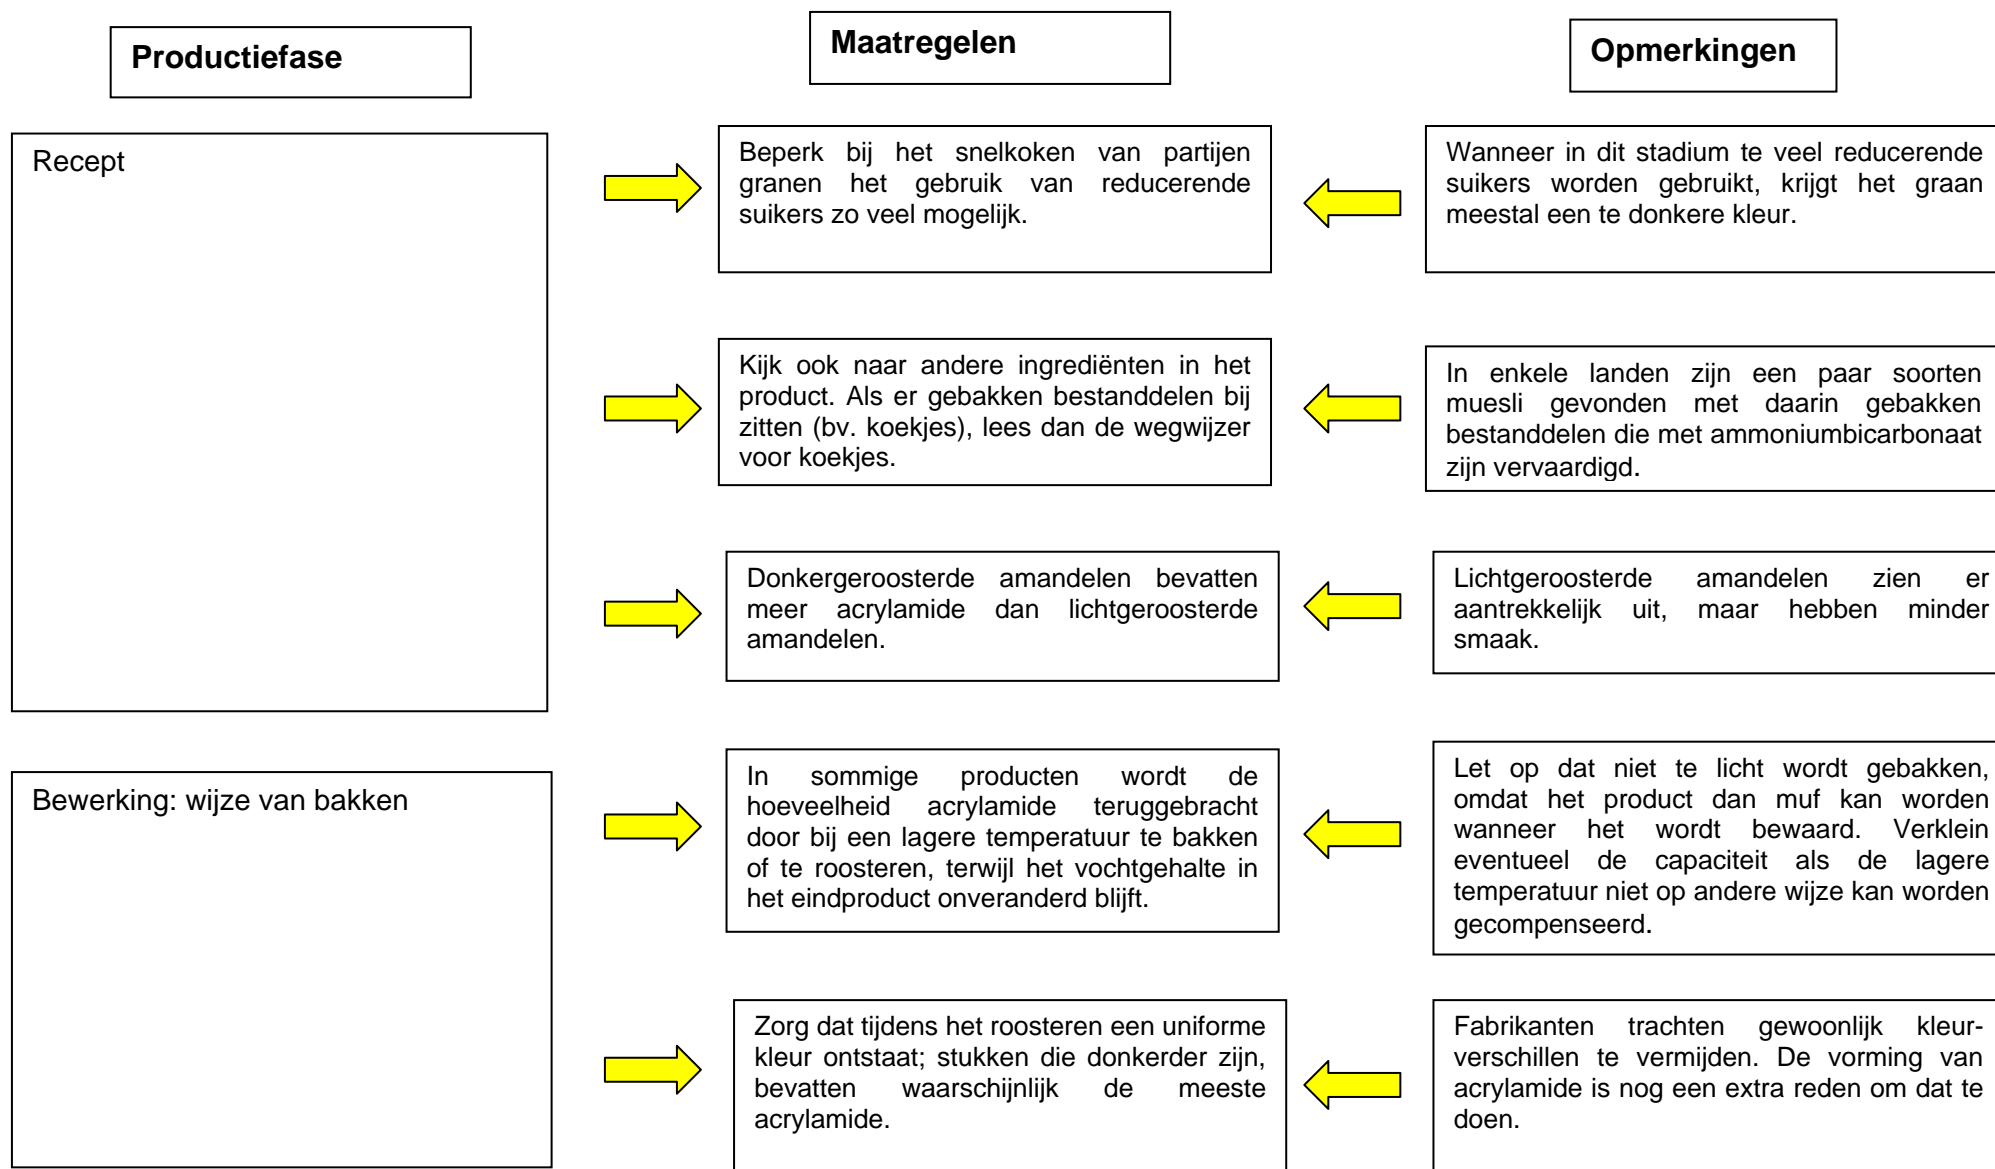 Productiefase
Maatregelen
Opmerkingen
Recept
Beperk bij het snelkoken van partijen
granen het gebruik van reducerende
suikers zo veel mogelijk.
Wanneer in dit stadium te veel reducerende
suikers worden gebruikt, krijgt het graan
meestal een te donkere kleur.
Kijk ook naar andere ingrediënten in het
product. Als er gebakken bestanddelen bij
zitten (bv. koekjes), lees dan de wegwijzer
voor koekjes.
In enkele landen zijn een paar soorten
muesli gevonden met daarin gebakken
bestanddelen die met ammoniumbicarbonaat
zijn vervaardigd.
Donkergeroosterde amandelen bevatten
meer acrylamide dan lichtgeroosterde
amandelen.
Lichtgeroosterde amandelen zien er
aantrekkelijk uit, maar hebben minder
smaak.
Bewerking: wijze van bakken
In sommige producten wordt de
hoeveelheid acrylamide teruggebracht
door bij een lagere temperatuur te bakken
of te roosteren, terwijl het vochtgehalte in
het eindproduct onveranderd blijft.
Let op dat niet te licht wordt gebakken,
omdat het product dan muf kan worden
wanneer het wordt bewaard. Verklein
eventueel de capaciteit als de lagere
temperatuur niet op andere wijze kan worden
gecompenseerd.
Zorg dat tijdens het roosteren een uniforme
kleur ontstaat; stukken die donkerder zijn,
bevatten waarschijnlijk de meeste
acrylamide.
Fabrikanten trachten gewoonlijk kleur-
verschillen te vermijden. De vorming van
acrylamide is nog een extra reden om dat te
doen.